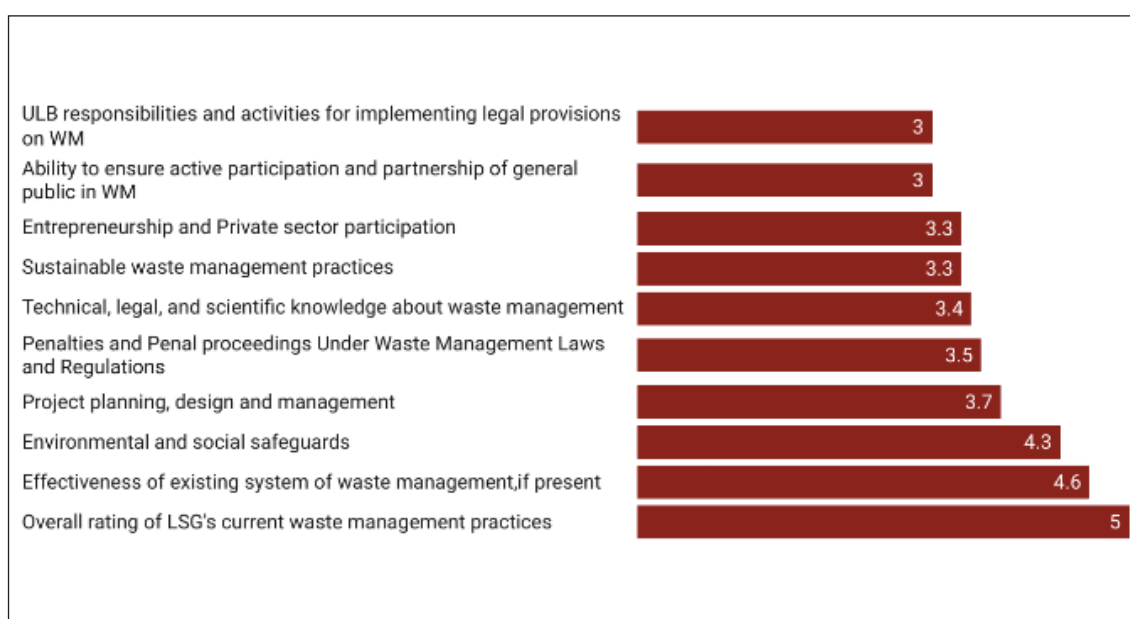 ULB responsibilities and activities for implementing legal provisions
on WM
3
Ability to ensure active participation and partnership of general
public in WM
3
Entrepreneurship and Private sector participation
3.3
Sustainable waste management practices
3.3
Technical, legal, and scientific knowledge about waste management
3.4
Penalties and Penal proceedings Under Waste Management Laws
and Regulations
3.5
Project planning, design and management
3.7
Environmental and social safeguards
4.3
Effectiveness of existing system of waste management,if present
4.6
Overall rating of LSG's current waste management practices
5